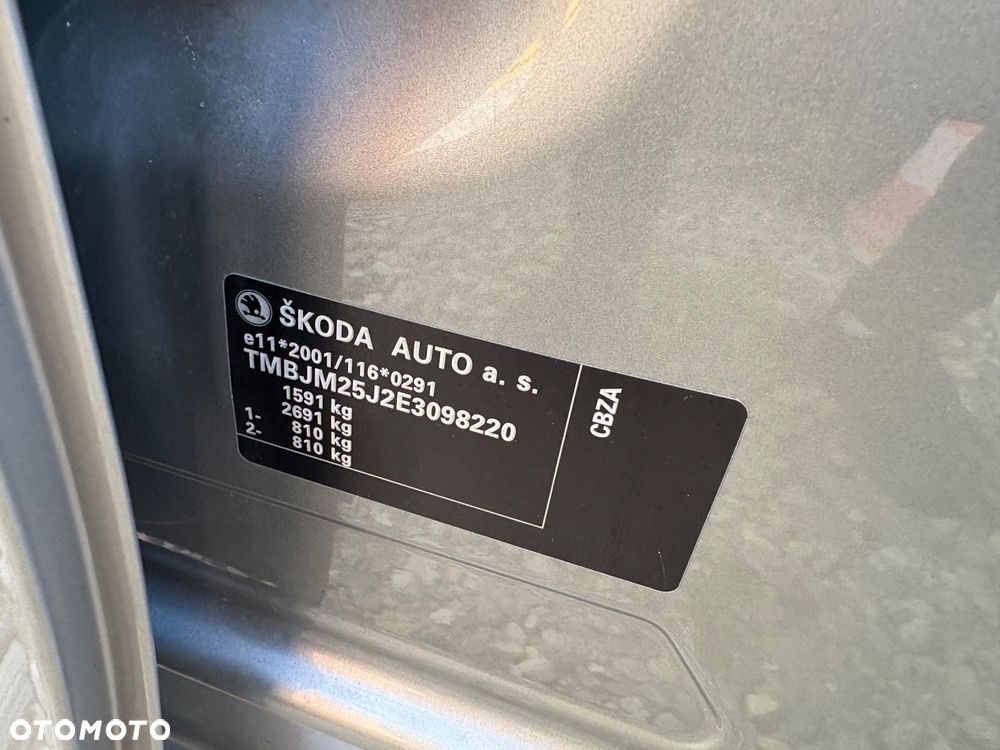 ŠKODA AUTO a. s.
e11*2001/116*0291
TMBJM25J2E3098220
1591 kg
2691 kg
1- 810 kg
2- 810 kg
CBZA
OTOMOTO